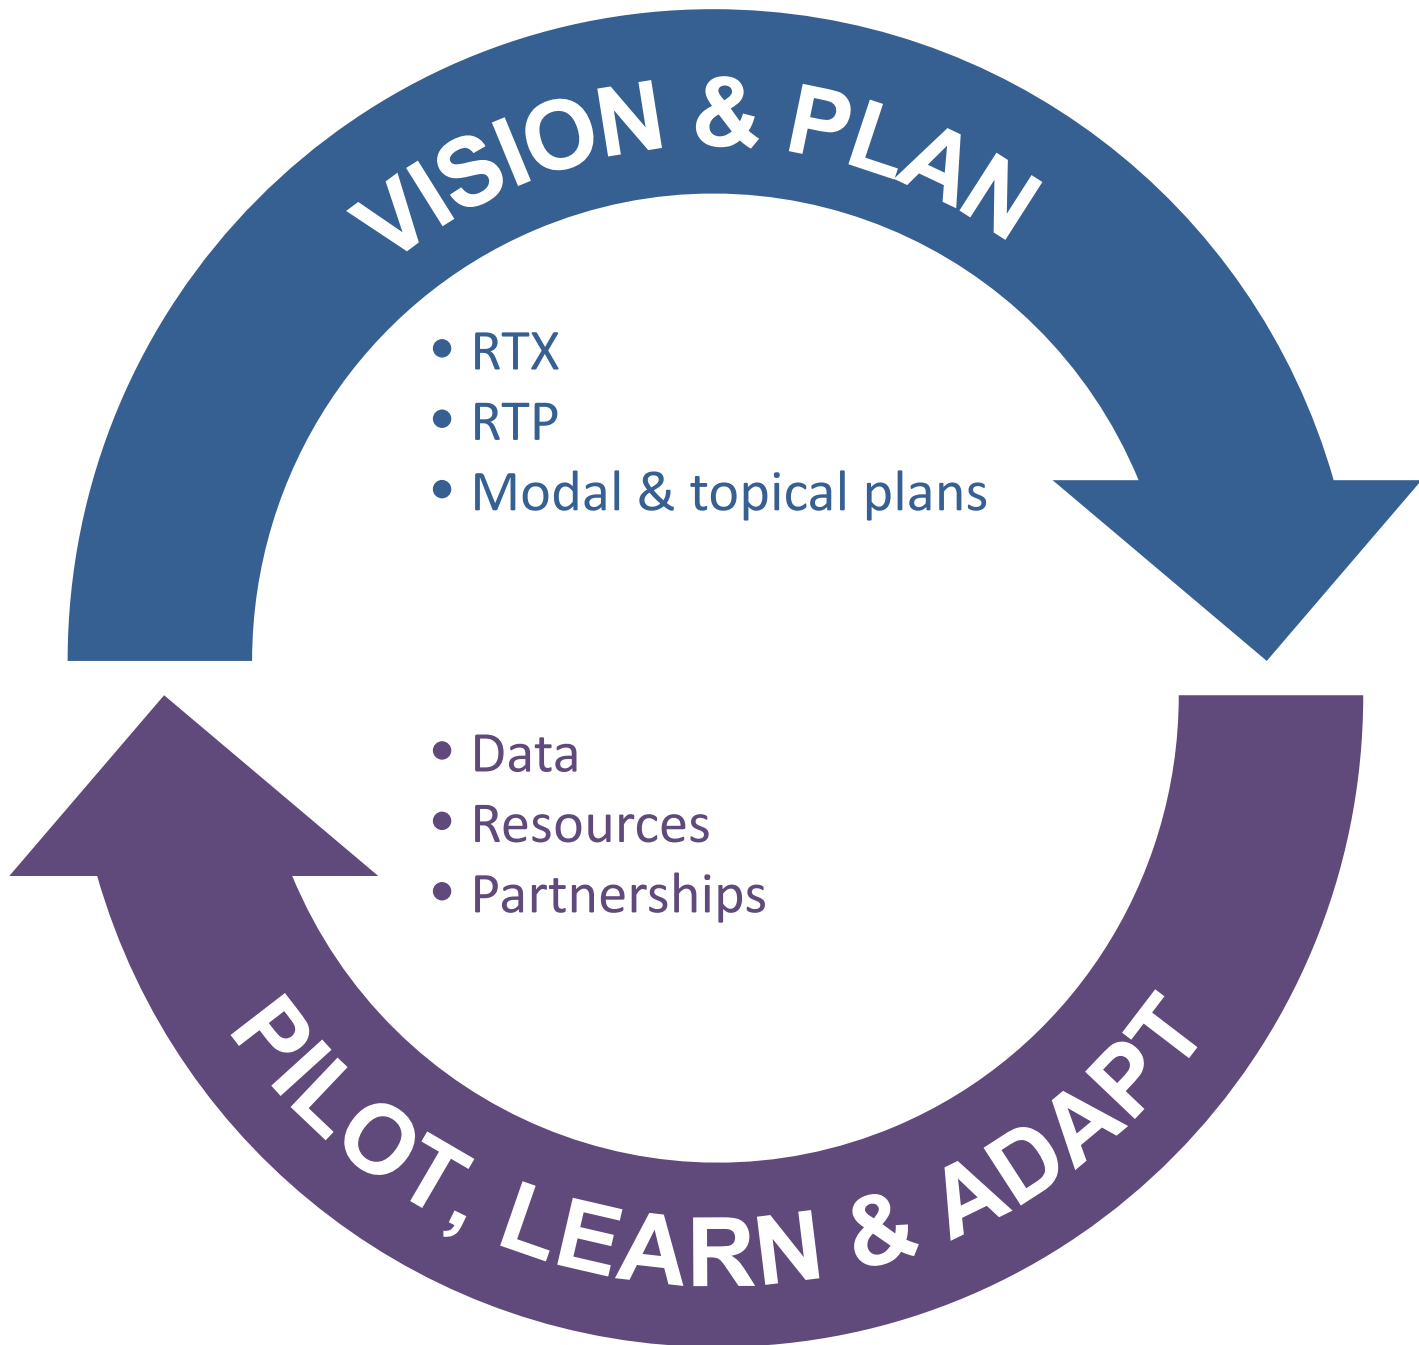 VISION & PLAN
• RTX
• RTP
• Modal & topical plans
• Data
• Resources
• Partnerships
PILOT, LEARN & ADAPT